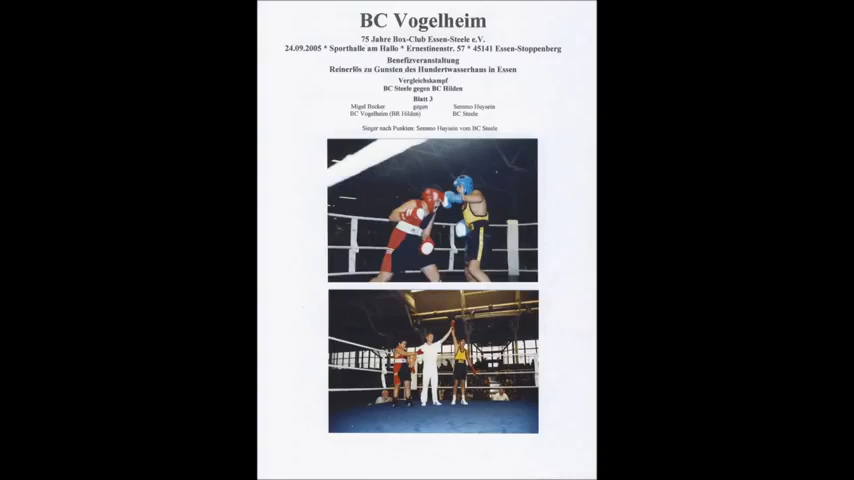 BC Vogelheim
75 Jahre Box-Club Essen-Steele e.V.
24.09.2005 * Sporthalle am Hallo * Ernestinenstr. 57 * 45141 Essen-Stoppenberg
Benefizveranstaltung
Reinerlös zu Gunsten des Hundertwasserhaus in Essen
Vergleichskampf
BC Steele gegen BC Hilden
Blatt 3
Migel Becker gegen Semmo Huysein
BC Vogelheim (BR Hilden) BC Steele
Sieger nach Punkten: Semmo Huysein vom BC Steele